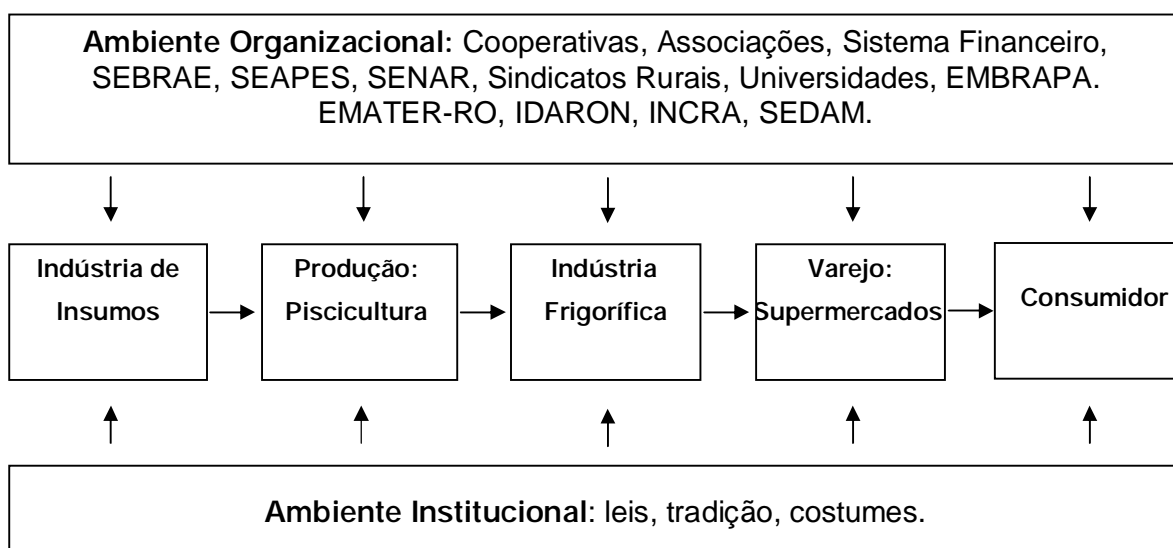 Ambiente Organizacional: Cooperativas, Associações, Sistema Financeiro,
SEBRAE, SEAPES, SENAR, Sindicatos Rurais, Universidades, EMBRAPA.
EMATER-RO, IDARON, INCRA, SEDAM.
Indústria de
Insumos
Produção:
Piscicultura
Indústria
Frigorífica
Varejo:
Supermercados
Consumidor
Ambiente Institucional: leis, tradição, costumes.